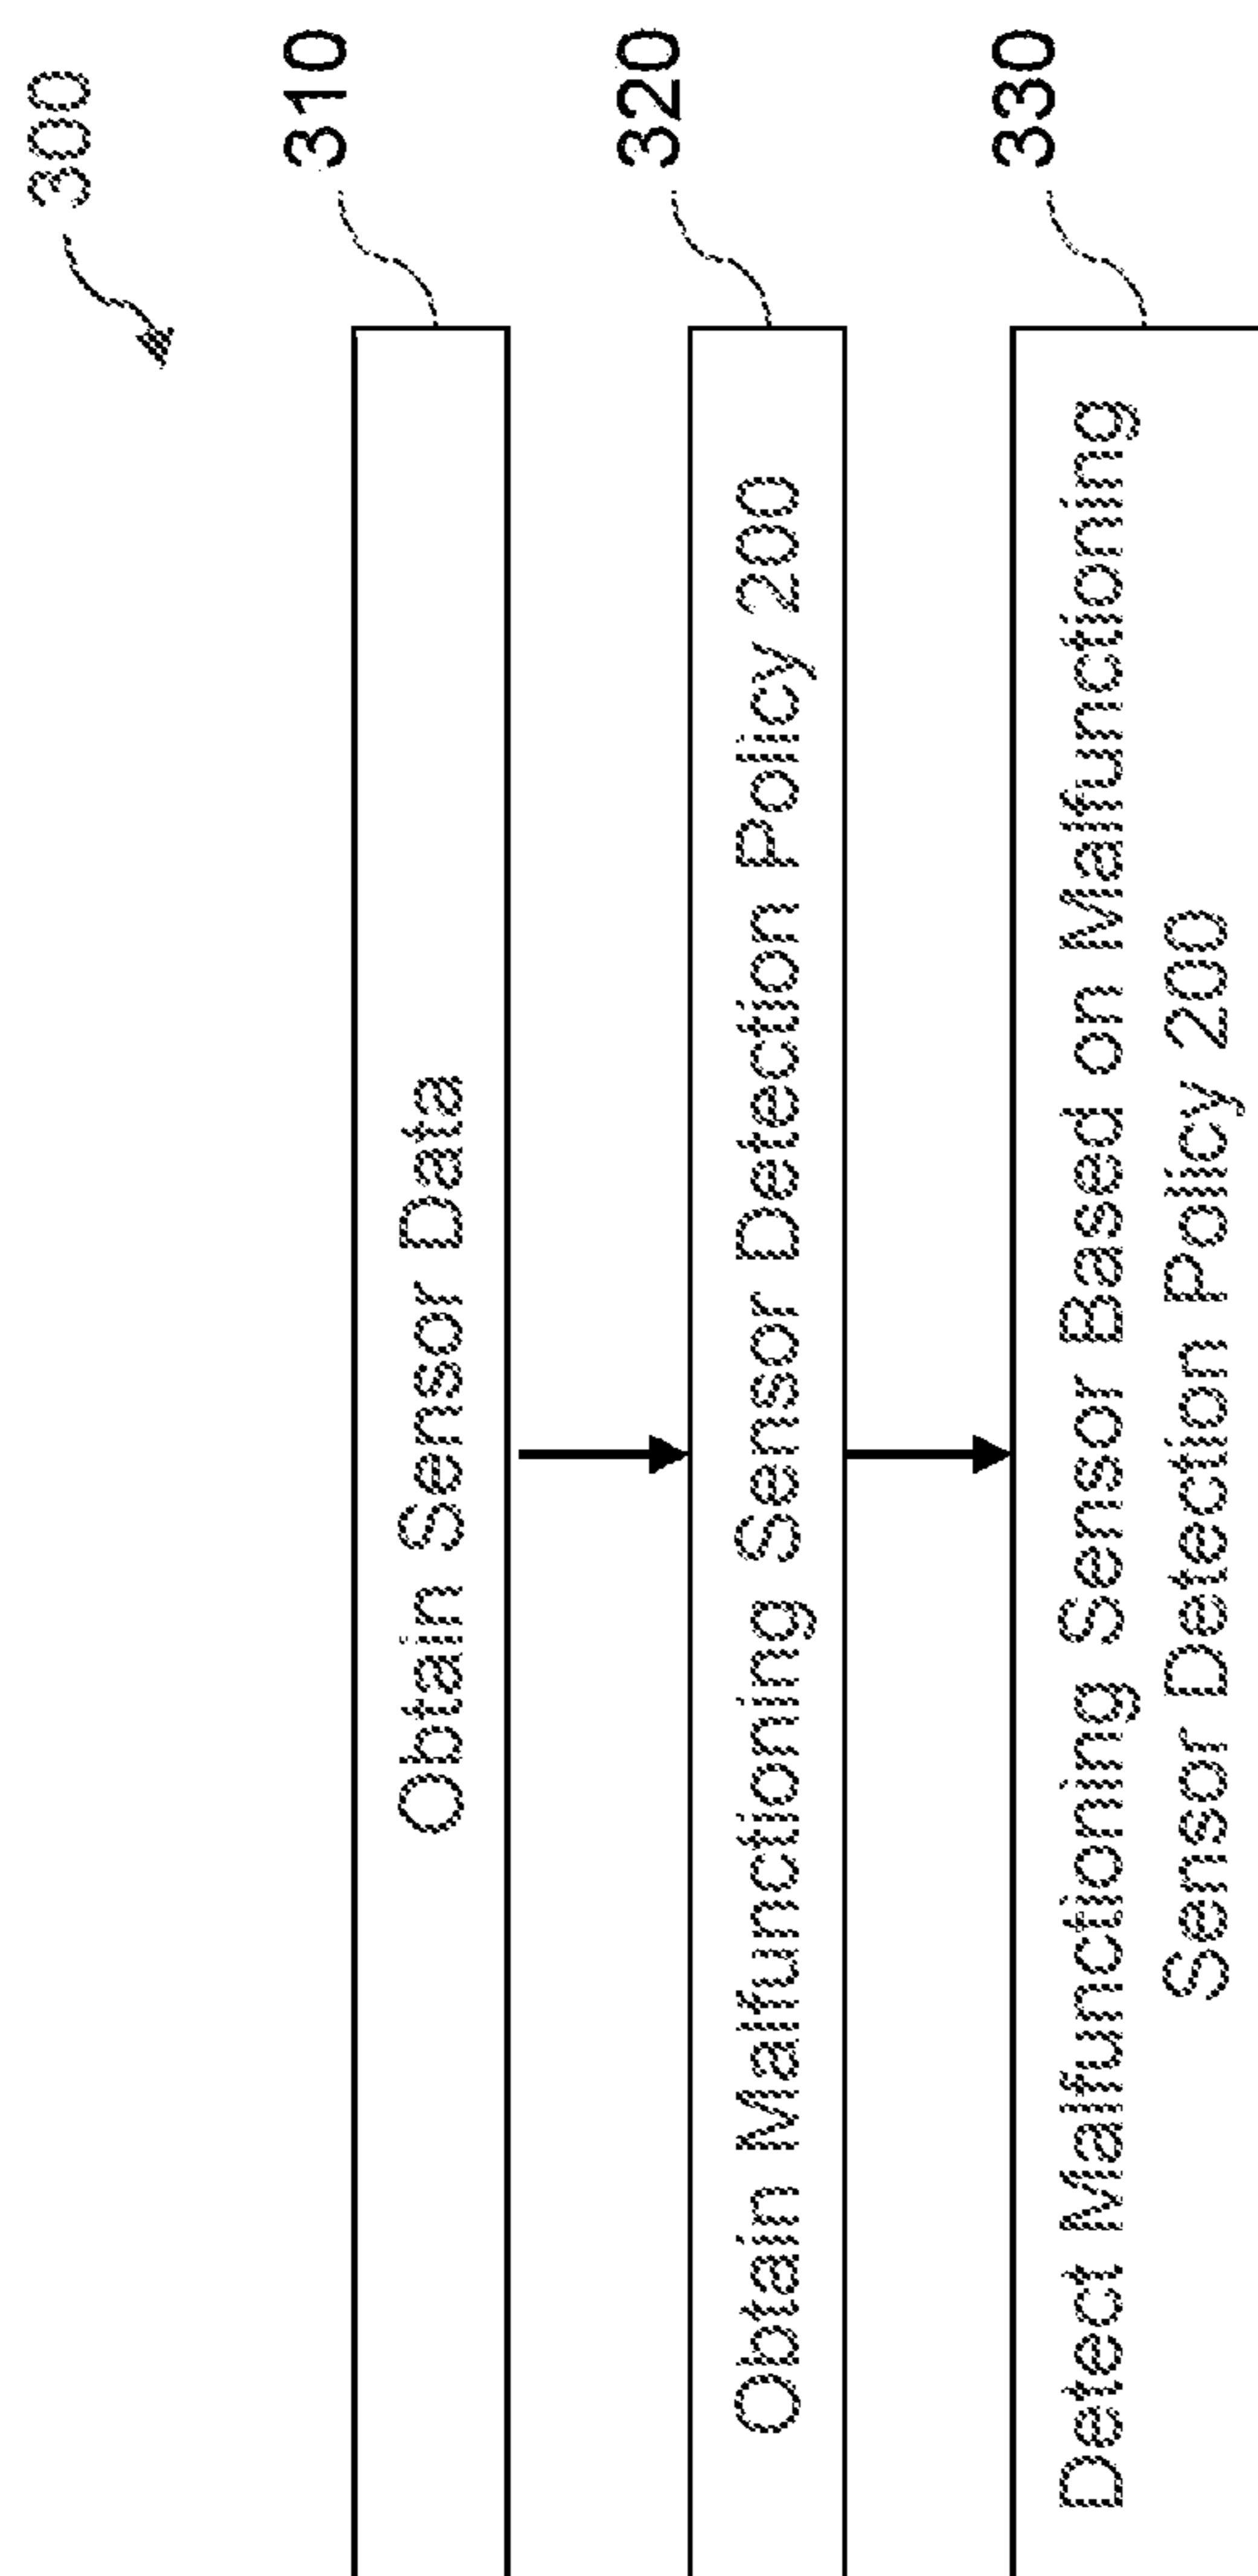 300
310
Obtain Sensor Data
320
Obtain Malfunctioning Sensor Detection Policy 200
330
Detect Malfunctioning Sensor Based on Malfunctioning
Sensor Detection Policy 200